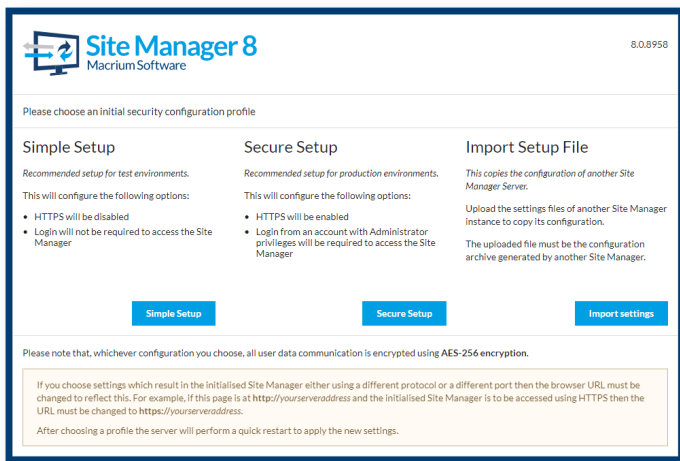 Site Manager 8
Macrium Software
8.0.8958
Please choose an initial security configuration profile
Simple Setup
Recommended setup for test environments.
This will configure the following options:
• HTTPS will be disabled
• Login will not be required to access the Site
Manager
Simple Setup
Secure Setup
Recommended setup for production environments.
This will configure the following options:
• HTTPS will be enabled
• Login from an account with Administrator
privileges will be required to access the Site
Manager
Secure Setup
Import Setup File
This copies the configuration of another Site
Manager Server.
Upload the settings files of another Site Manager
instance to copy its configuration.
The uploaded file must be the configuration
archive generated by another Site Manager.
Import settings
Please note that, whichever configuration you choose, all user data communication is encrypted using AES-256 encryption.
If you choose settings which result in the initialised Site Manager either using a different protocol or a different port then the browser URL must be
changed to reflect this. For example, if this page is at http://yourserveraddress and the initialised Site Manager is to be accessed using HTTPS then the
URL must be changed to https://yourserveraddress.
After choosing a profile the server will perform a quick restart to apply the new settings.